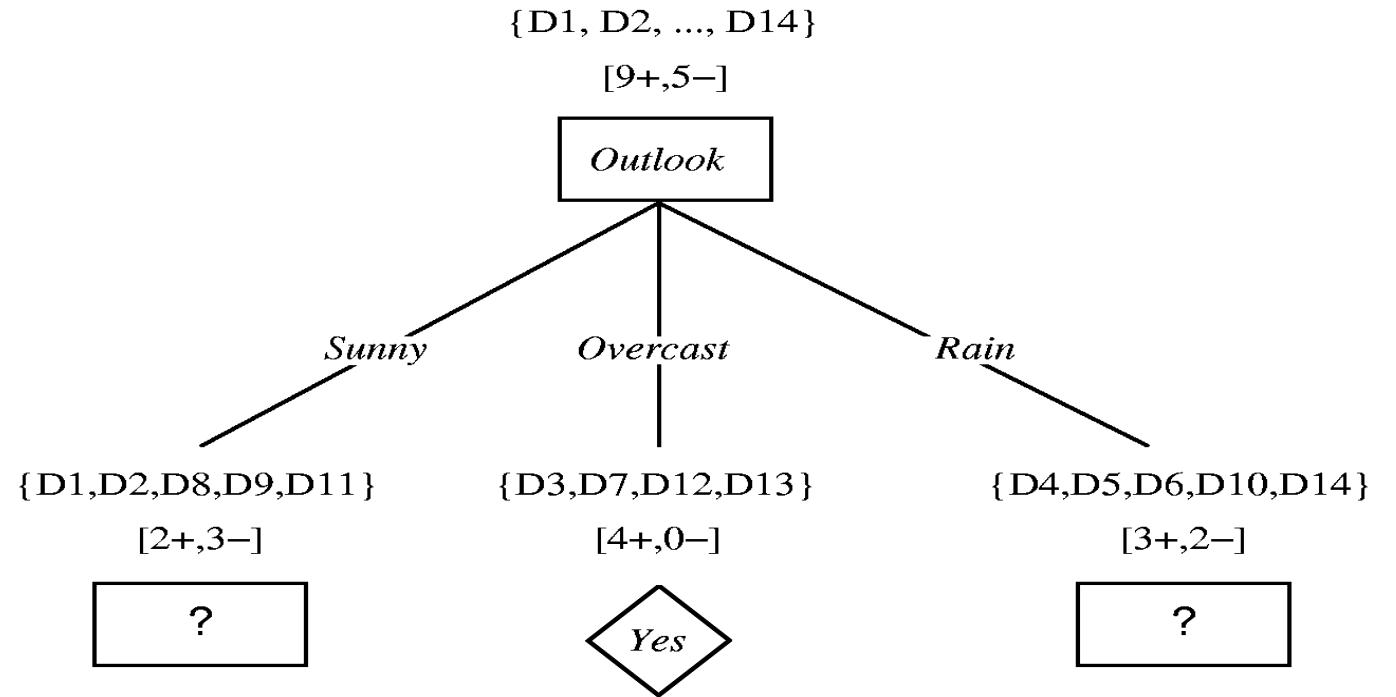 {D1, D2, ..., D14}
[9+,5−]
Outlook
Sunny Overcast Rain
{D1,D2,D8,D9,D11} {D3,D7,D12,D13} {D4,D5,D6,D10,D14}
[2+,3−] [4+,0−] [3+,2−]
? Yes ?